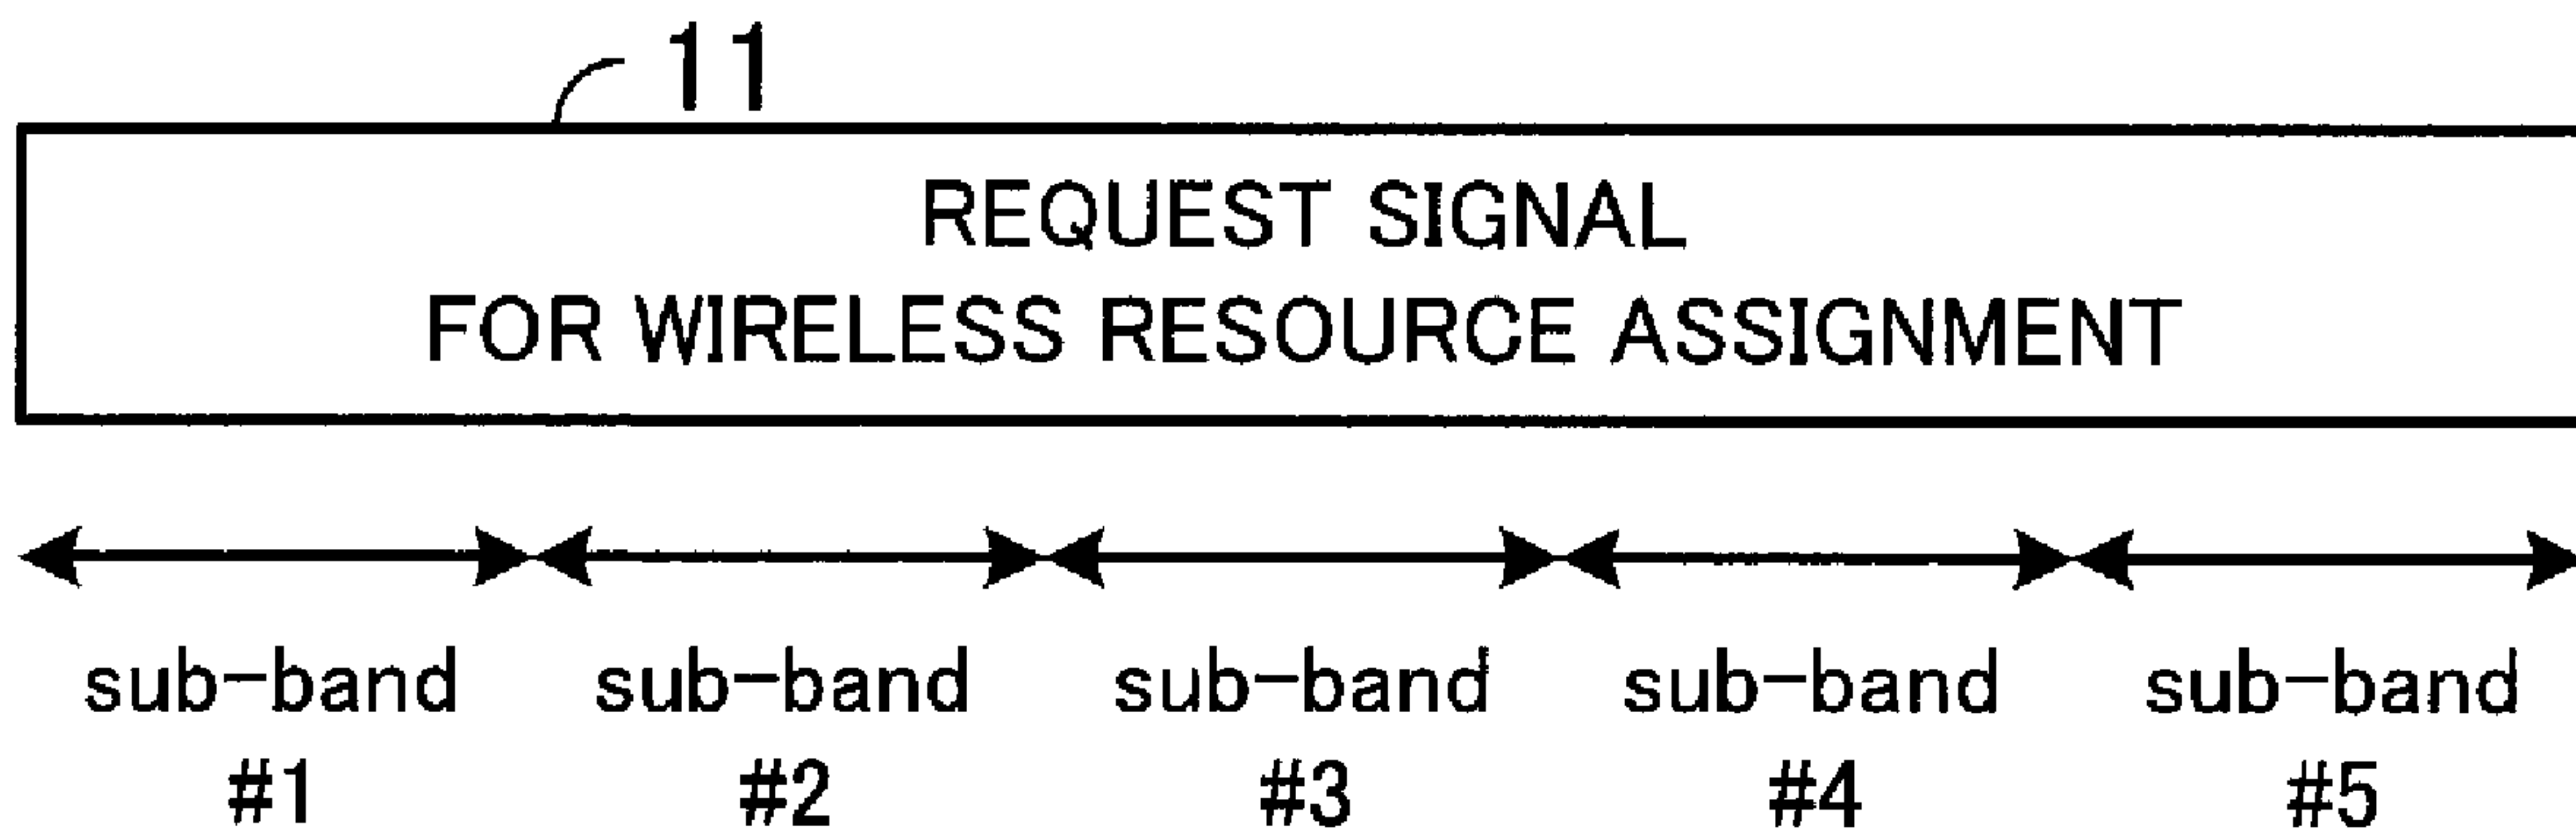 11
REQUEST SIGNAL
FOR WIRELESS RESOURCE ASSIGNMENT
sub-band sub-band sub-band sub-band sub-band
#1 #2 #3 #4 #5